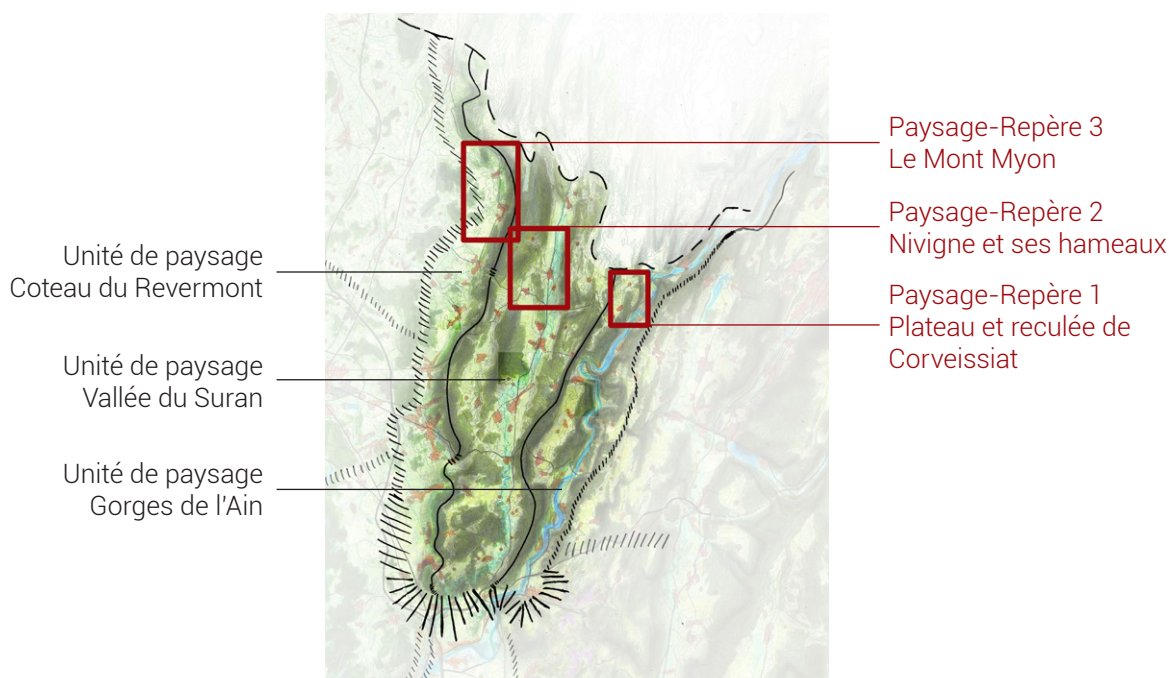 Unité de paysage
Coteau du Revermont
Unité de paysage
Vallée du Suran
Unité de paysage
Gorges de l'Ain
Paysage-Repère 3
Le Mont Myon
Paysage-Repère 2
Nivigne et ses hameaux
Paysage-Repère 1
Plateau et reculée de
Corveissiat